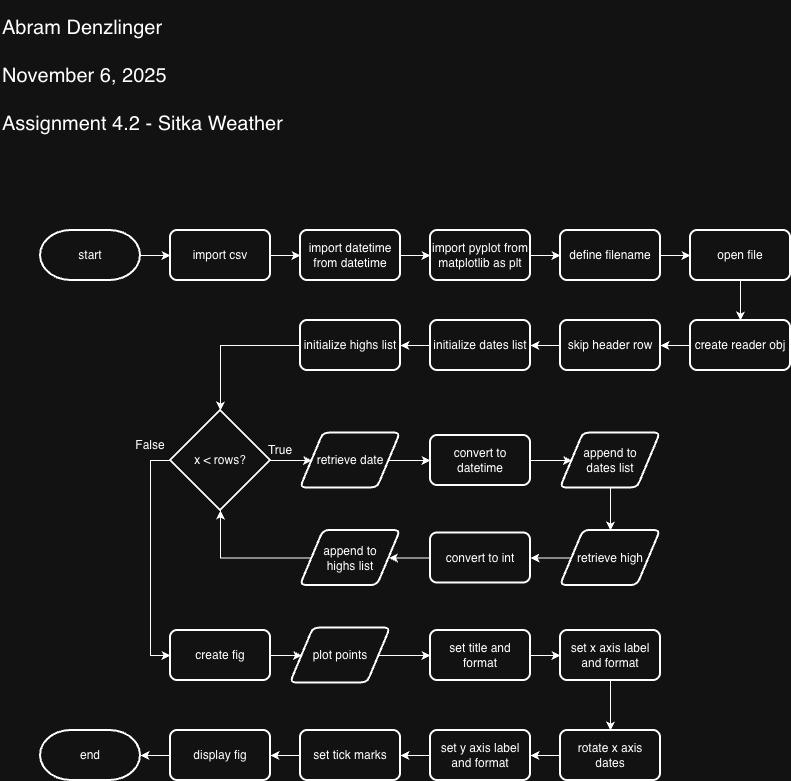 Abram Denzlinger
November 6, 2025
Assignment 4.2 - Sitka Weather
start
import csv
import datetime
from datetime
import pyplot from
matplotlib as plt
define filename
open file
create reader obj
skip header row
initialize dates list
initialize highs list
x < rows?
False
True
retrieve date
convert to
datetime
append to
dates list
retrieve high
convert to int
append to
highs list
create fig
plot points
set title and
format
set x axis label
and format
rotate x axis
dates
set y axis label
and format
set tick marks
display fig
end